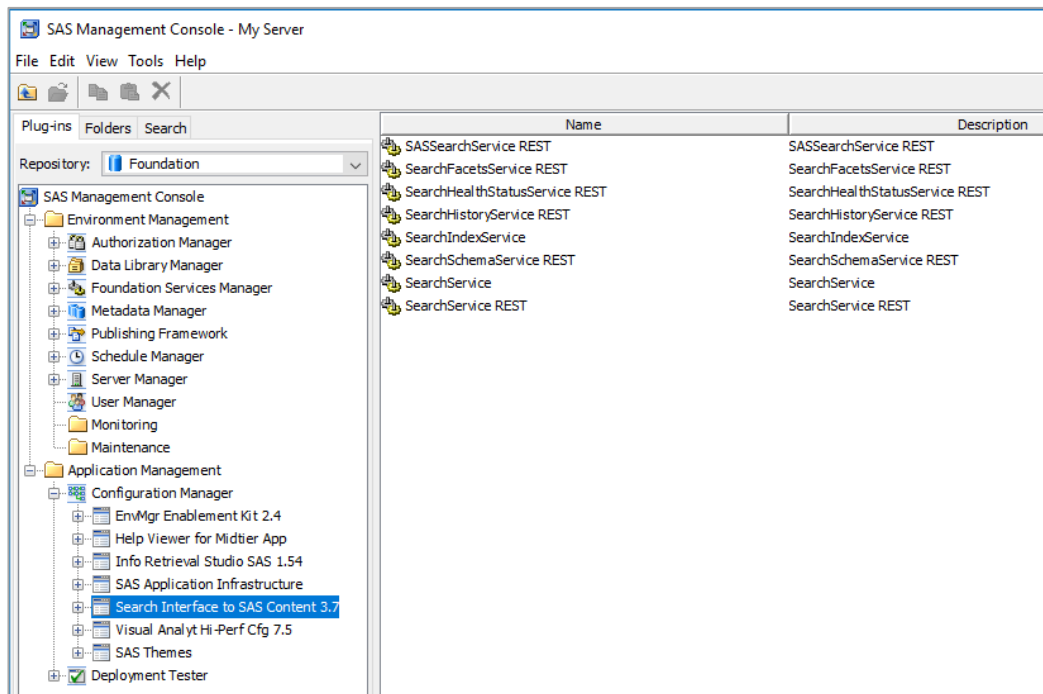 SAS Management Console - My Server
File Edit View Tools Help
Plug-ins Folders Search
Repository: Foundation
SAS Management Console
Environment Management
Authorization Manager
Data Library Manager
Foundation Services Manager
Metadata Manager
Publishing Framework
Schedule Manager
Server Manager
User Manager
Monitoring
Maintenance
Application Management
Configuration Manager
EnvMgr Enablement Kit 2.4
Help Viewer for Midtier App
Info Retrieval Studio SAS 1.54
SAS Application Infrastructure
Search Interface to SAS Content 3.7
Visual Analyt Hi-Perf Cfg 7.5
SAS Themes
Deployment Tester
Name Description
SASSearchService REST SASSearchService REST
SearchFacetsService REST SearchFacetsService REST
SearchHealthStatusService REST SearchHealthStatusService REST
SearchHistoryService REST SearchHistoryService REST
SearchIndexService SearchIndexService
SearchSchemaService REST SearchSchemaService REST
SearchService SearchService
SearchService REST SearchService REST